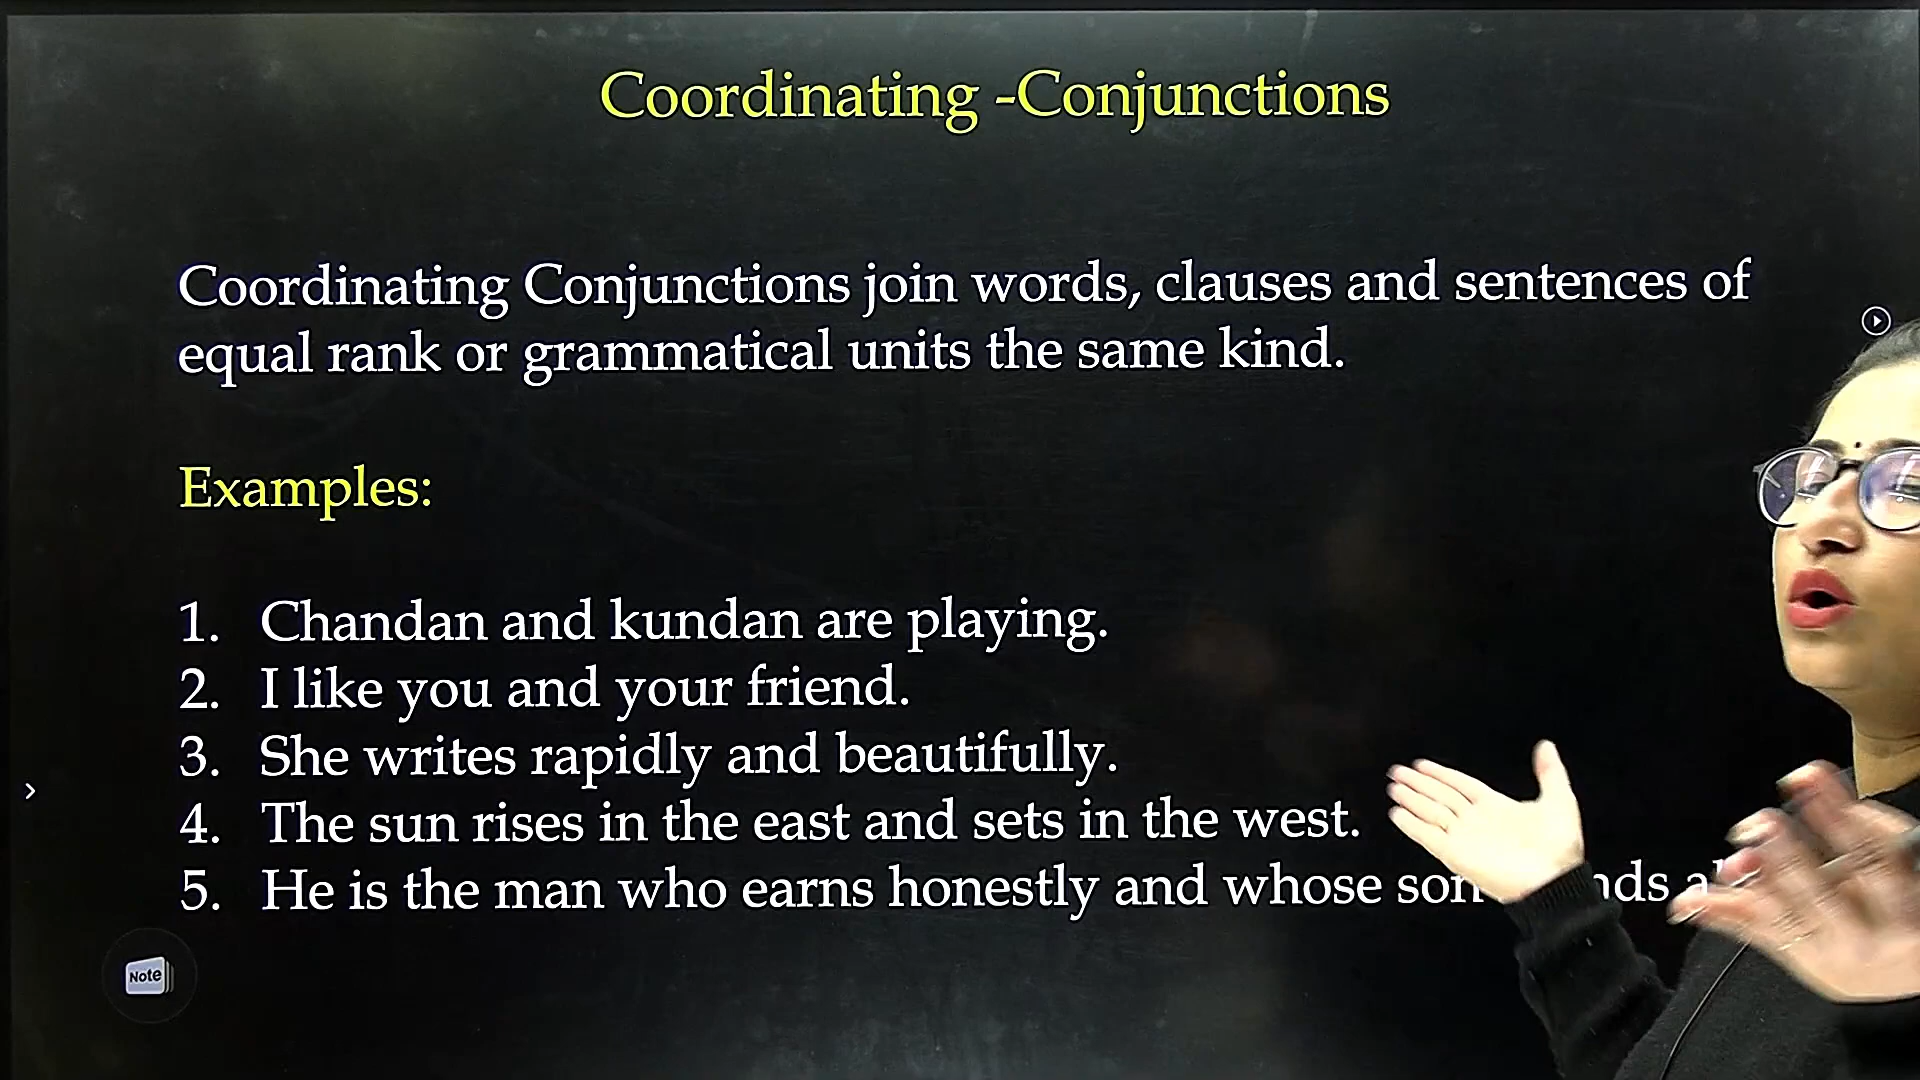 Coordinating -Conjunctions
Coordinating Conjunctions join words, clauses and sentences of
equal rank or grammatical units the same kind.
Examples:
1. Chandan and kundan are playing.
2. I like you and your friend.
3. She writes rapidly and beautifully.
4. The sun rises in the east and sets in the west.
5. He is the man who earns honestly and whose son
Note